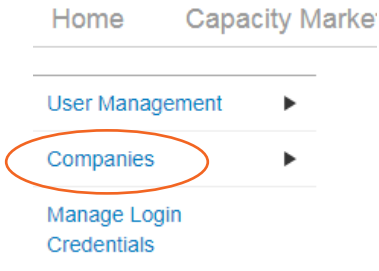 Home Capacity Market
User Management
Companies
Manage Login
Credentials